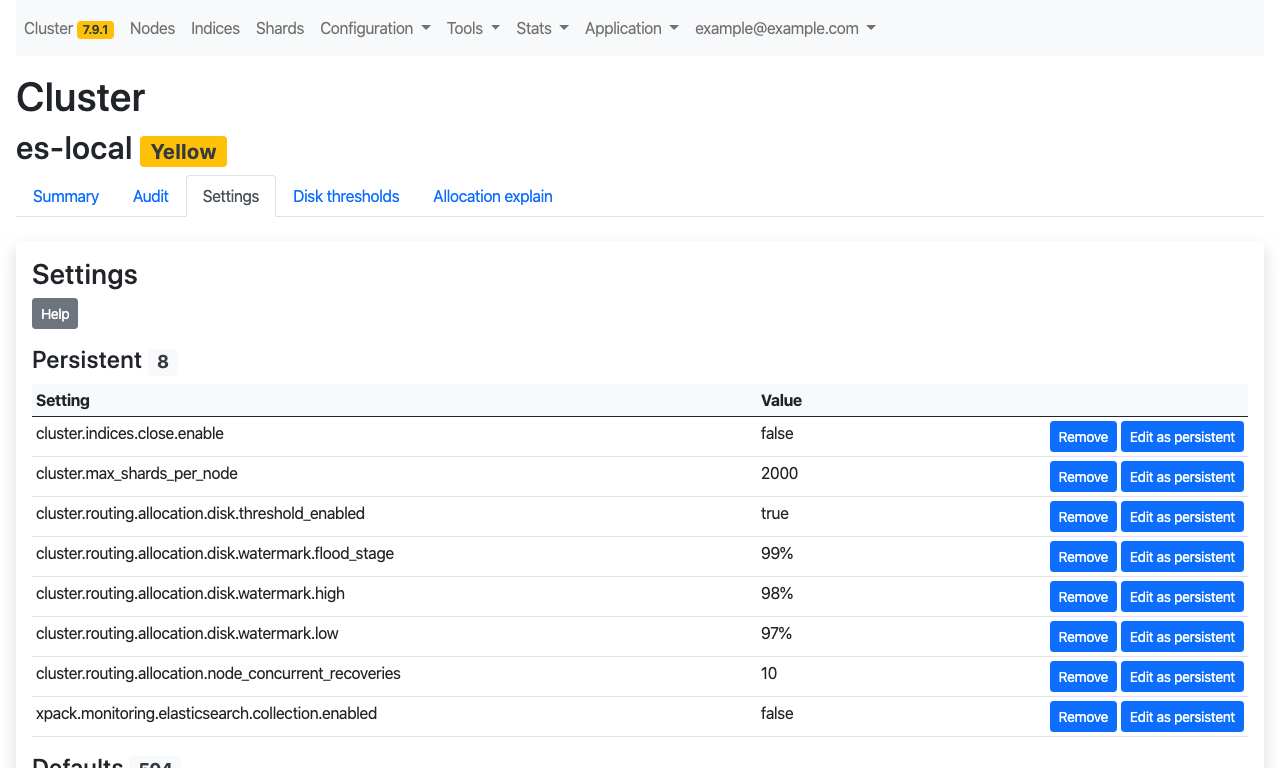 Cluster 7.9.1 Nodes Indices Shards Configuration Tools Stats Application example@example.com
Cluster
es-local Yellow
Summary Audit Settings Disk thresholds Allocation explain
Settings
Help
Persistent 8
Setting Value
cluster.indices.close.enable false Remove Edit as persistent
cluster.max_shards_per_node 2000 Remove Edit as persistent
cluster.routing.allocation.disk.threshold_enabled true Remove Edit as persistent
cluster.routing.allocation.disk.watermark.flood_stage 99% Remove Edit as persistent
cluster.routing.allocation.disk.watermark.high 98% Remove Edit as persistent
cluster.routing.allocation.disk.watermark.low 97% Remove Edit as persistent
cluster.routing.allocation.node_concurrent_recoveries 10 Remove Edit as persistent
xpack.monitoring.elasticsearch.collection.enabled false Remove Edit as persistent
Defaults